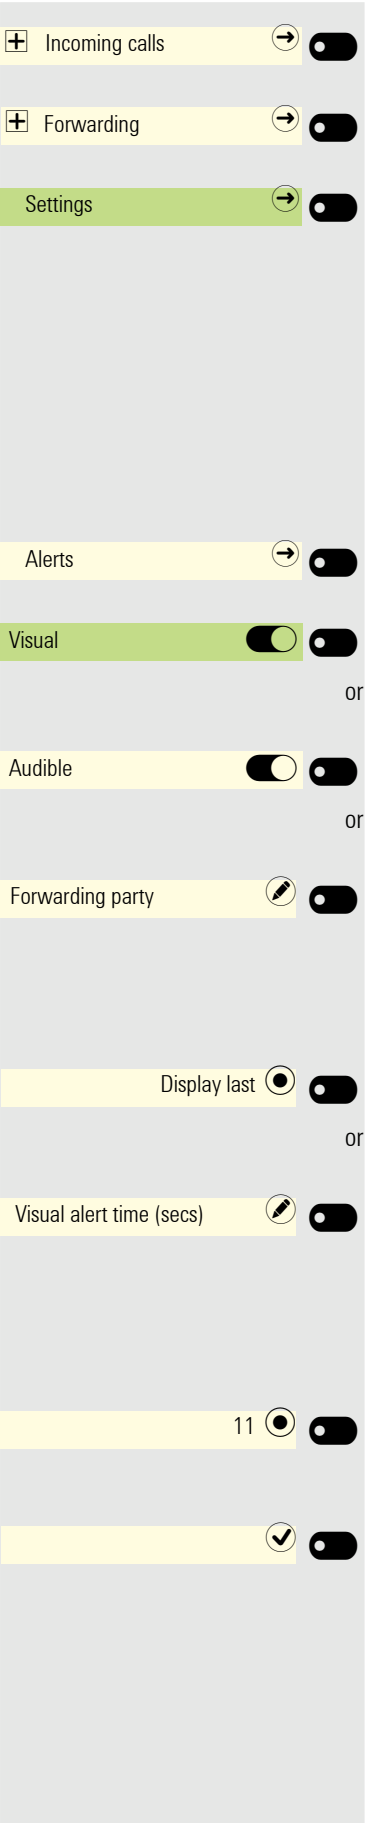 Incoming calls
Forwarding
Settings
Alerts
Visual
or
Audible
or
Forwarding party
Display last
or
Visual alert time (secs)
11